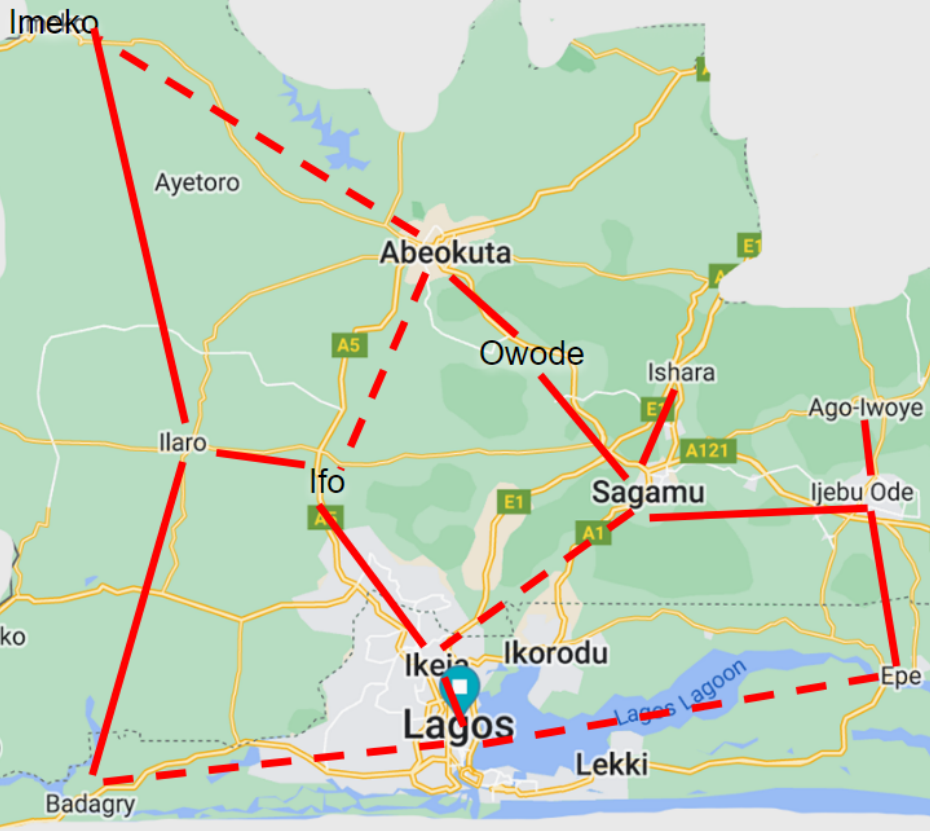 Imeko
A
Ayetoro
E1
Abeokuta
A
A5
Owode
Ishara
E1
Ago-Iwoye
Ilaro
A121
Ifo
Sagamu
Ijebu Ode
E1
A5
A1
ko
Ikeja
Ikorodu
Epe
Lagos Lagoon
Lagos
Lekki
Badagry